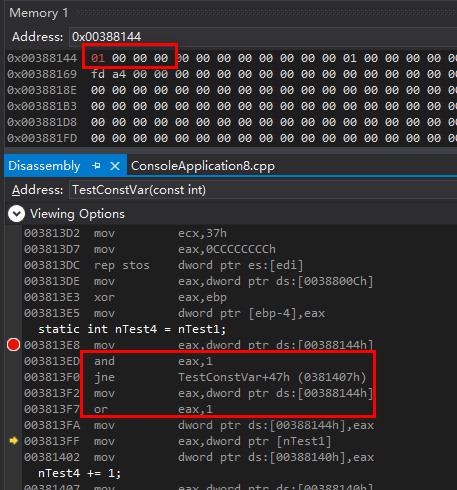 Memory 1
Address: 0x00388144
0x00388144 01 00 00 00 00 00 00 00 00 00 00 00 01 00 00 00 00
0x00388169 fd a4 00 00 00 00 00 00 00 00 00 00 00 00 00 00 00
0x0038818E 00 00 00 00 00 00 00 00 00 00 00 00 00 00 00 00 00
0x003881B3 00 00 00 00 00 00 00 00 00 00 00 00 00 00 00 00 00
0x003881D8 00 00 00 00 00 00 00 00 00 00 00 00 00 00 00 00 00
0x003881FD 00 00 00 00 00 00 00 00 00 00 00 00 00 00 00 00 00
Disassembly ConsoleApplication8.cpp
Address: TestConstVar(const int)
Viewing Options
003813D2 mov ecx,37h
003813D7 mov eax,0CCCCCCCCh
003813DC rep stos dword ptr es:[edi]
003813DE mov eax,dword ptr ds:[0038800Ch]
003813E3 xor eax,ebp
003813E5 mov dword ptr [ebp-4],eax
static int nTest4 = nTest1;
003813E8 mov eax,dword ptr ds:[00388144h]
003813ED and eax,1
003813F0 jne TestConstVar+47h (0381407h)
003813F2 mov eax,dword ptr ds:[00388144h]
003813F7 or eax,1
003813FA mov dword ptr ds:[00388144h],eax
003813FF mov eax,dword ptr [nTest1]
00381402 mov dword ptr ds:[00388140h],eax
nTest4 += 1;
00381407 mov eax,dword ptr ds:[00388140h]